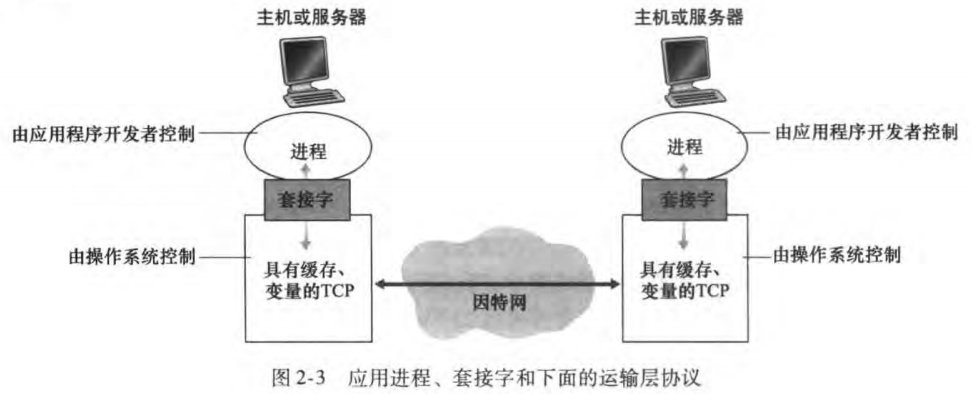 主机或服务器
主机或服务器
由应用程序开发者控制
进程
进程
由应用程序开发者控制
套接字
套接字
由操作系统控制
具有缓存、
变量的TCP
因特网
具有缓存、
变量的TCP
由操作系统控制
图2-3 应用进程、套接字和下面的运输层协议